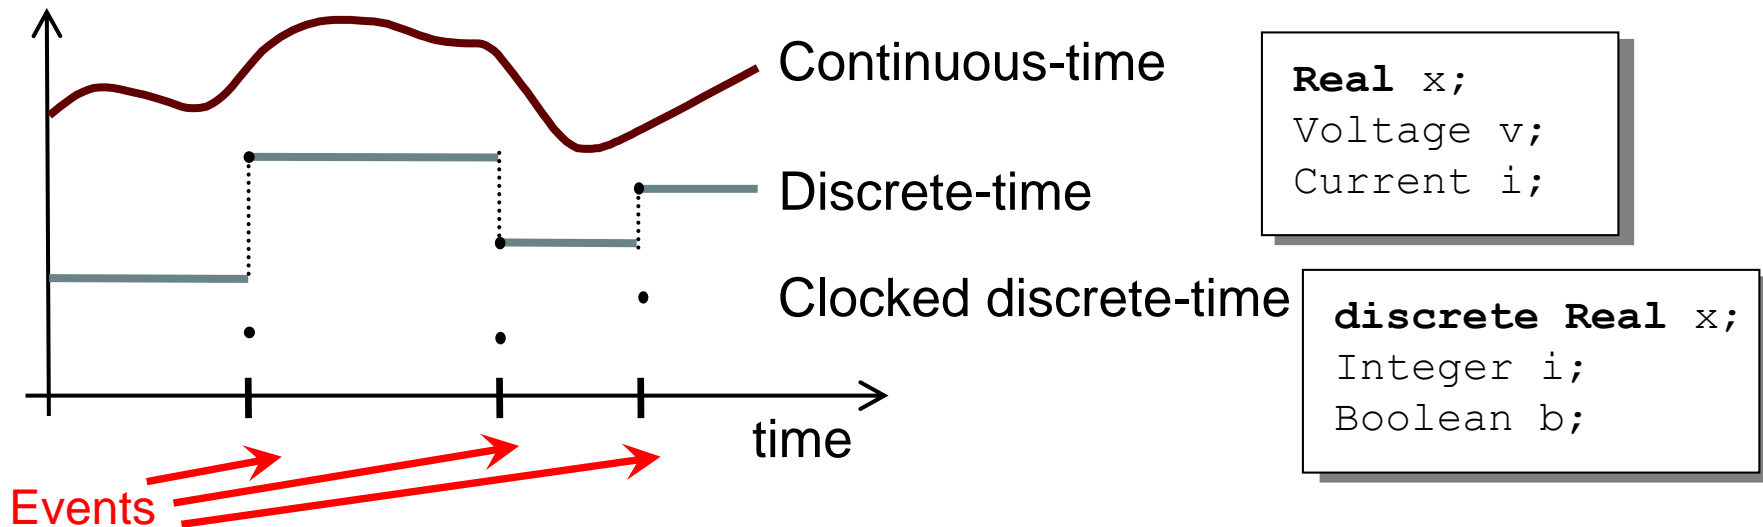 Continuous-time
Discrete-time
Clocked discrete-time
time
Events
Real x;
Voltage v;
Current i;
discrete Real x;
Integer i;
Boolean b;